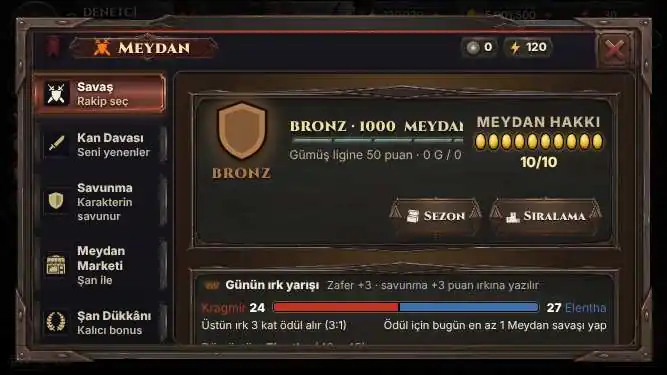 DENETÇİ
MEYDAN
0
120
Savaş
Rakip seç
Kan Davası
Seni yenenler
Savunma
Karakterin
savunur
Meydan
Marketi
Şan ile
Şan Dükkânı
Kalıcı bonus
BRONZ
BRONZ · 1000 MEYDAI
Gümüş ligine 50 puan · 0 G / 0
MEYDAN HAKKI
10/10
SEZON
SIRALAMA
Günün ırk yarışı Zafer +3 · savunma +3 puan ırkına yazılır
Kragmir 24
27 Elentha
Üstün ırk 3 kat ödül alır (3:1)
Ödül için bugün en az 1 Meydan savaşı yap